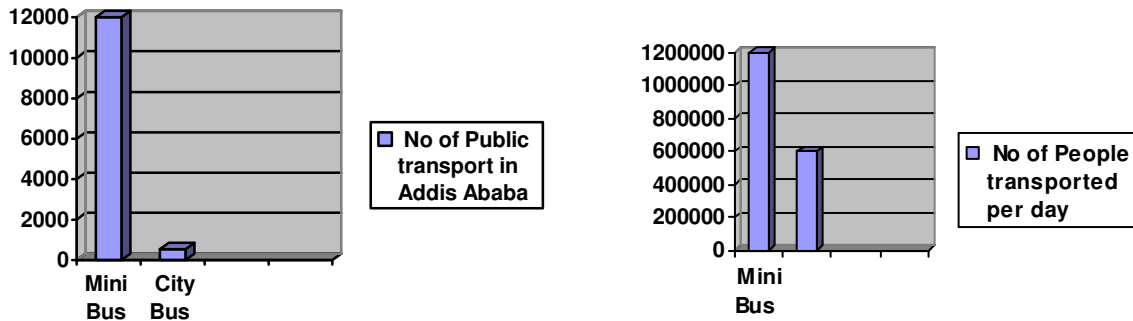 12000
10000
8000
6000
4000
2000
0
Mini City
Bus Bus
No of Public
transport in
Addis Ababa
1200000
1000000
800000
600000
400000
200000
0
Mini
Bus
No of People
transported
per day